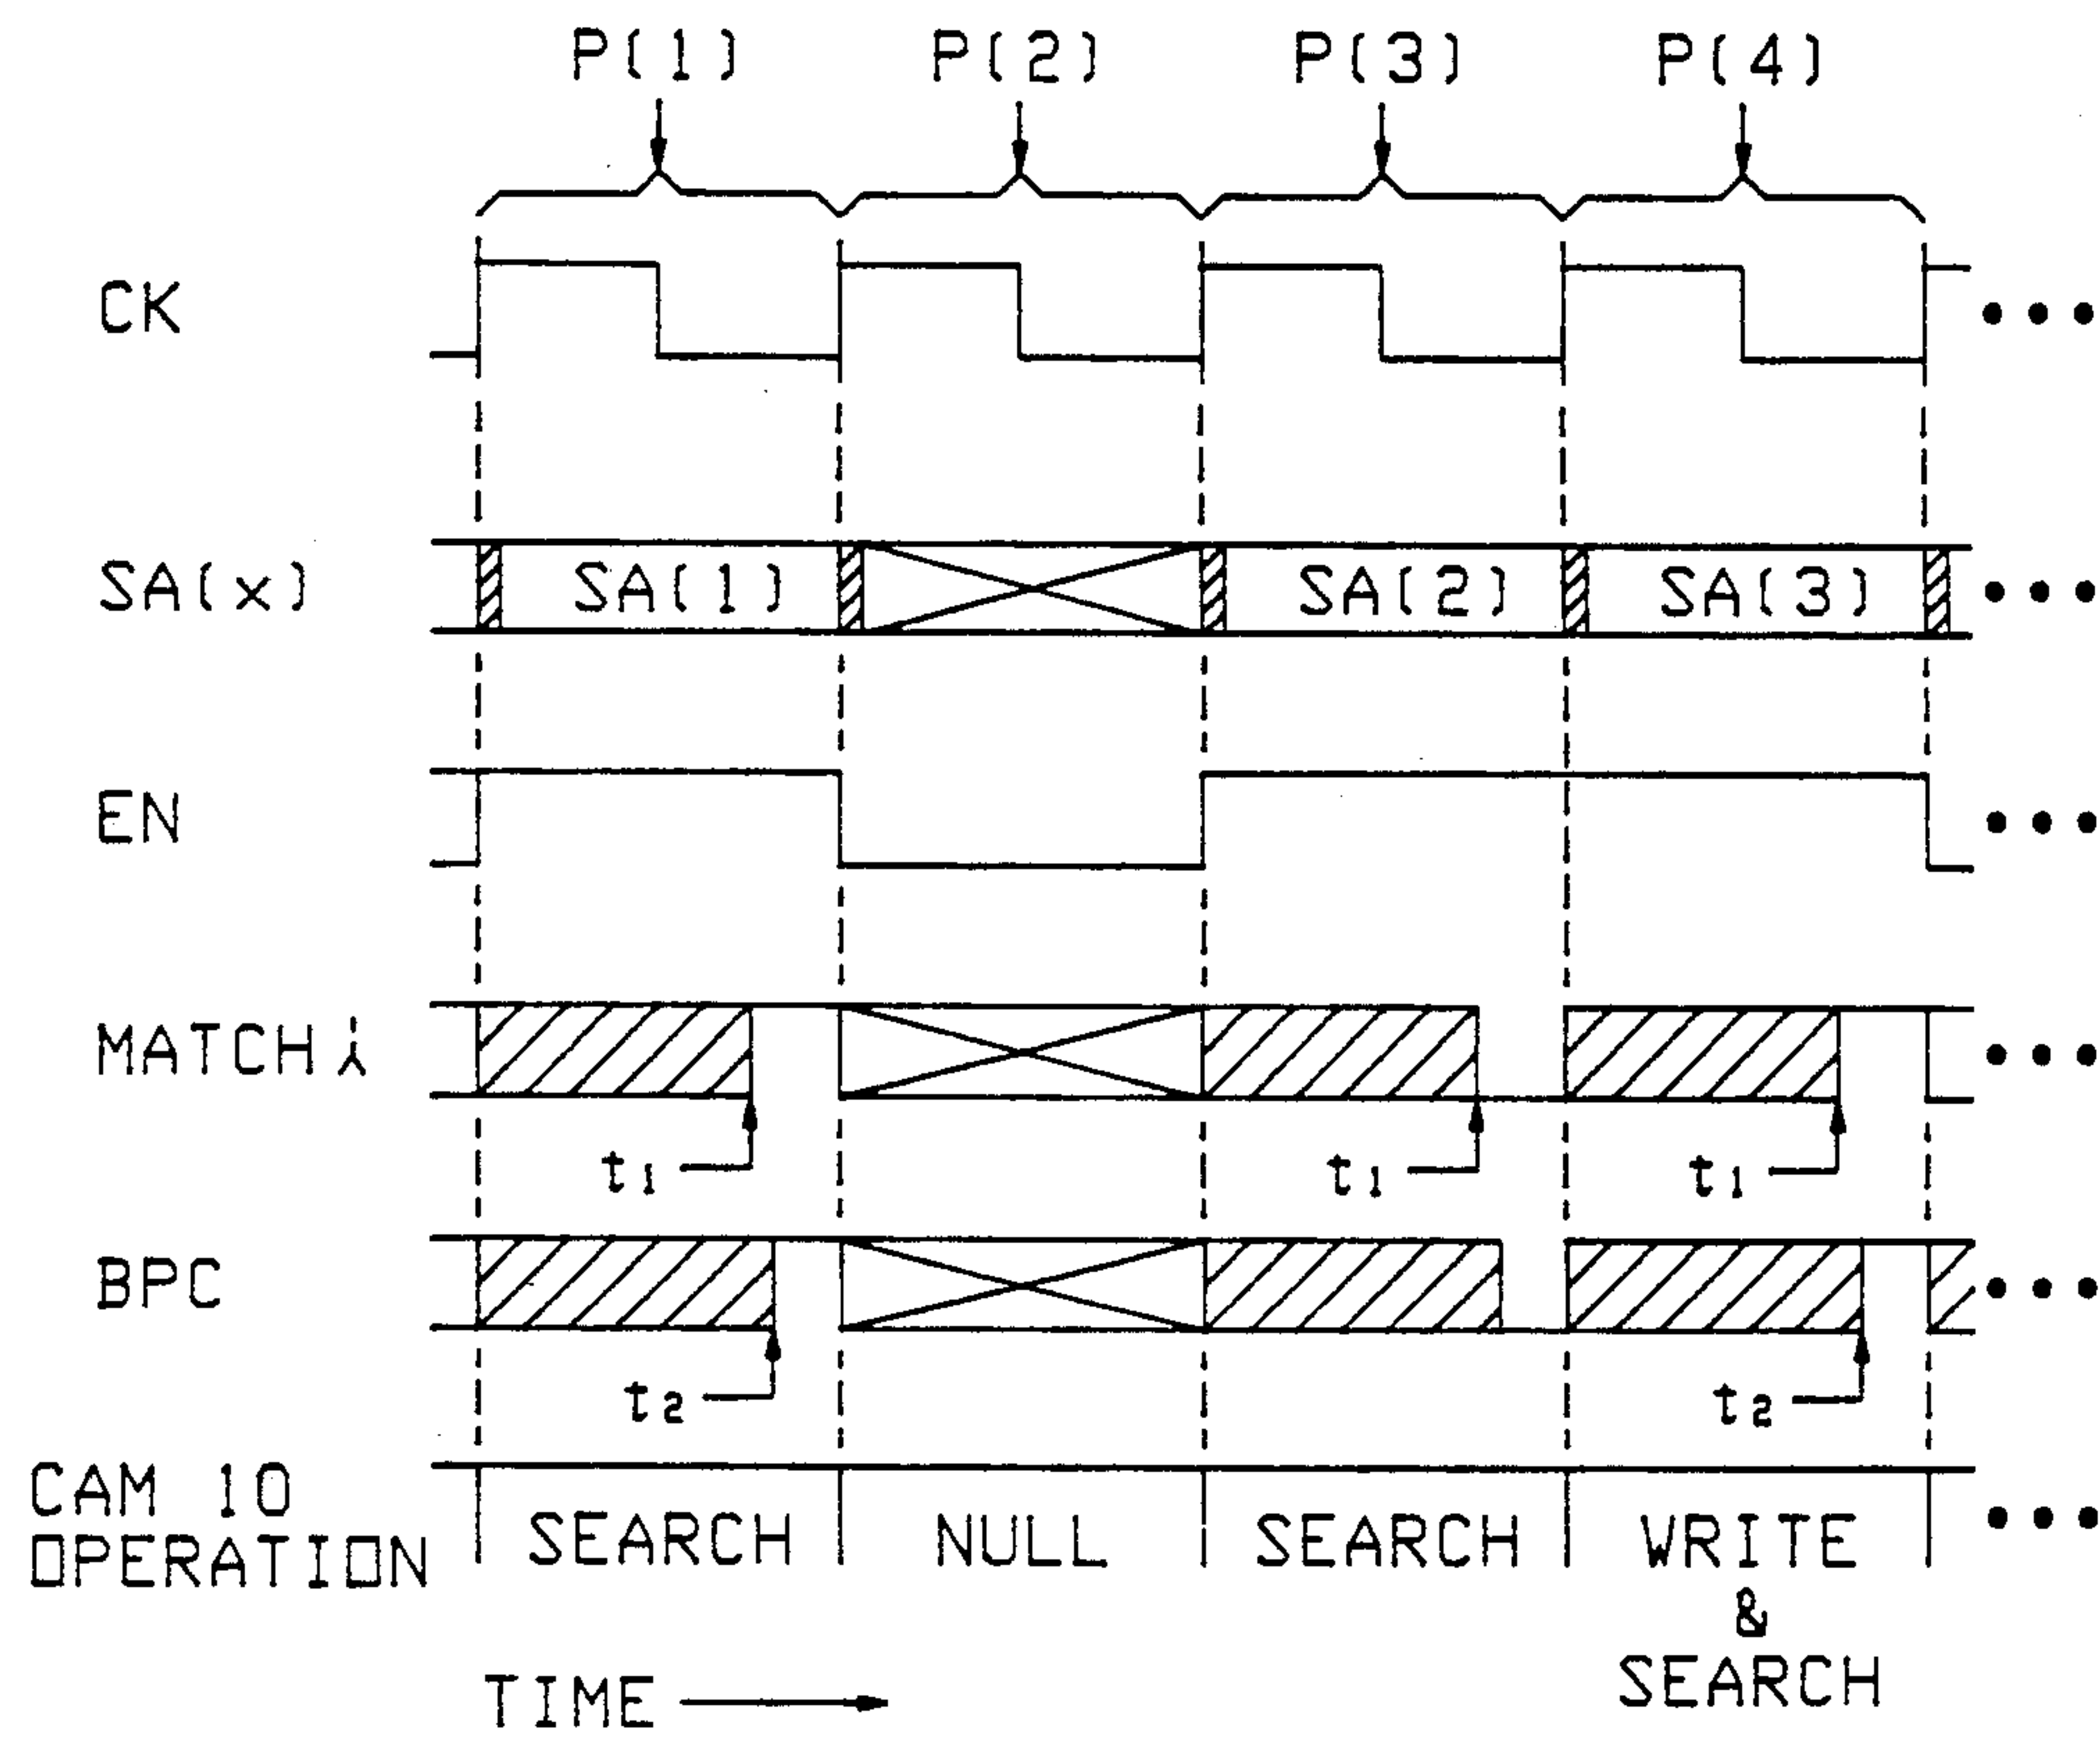 P(1) P(2) P(3) P(4)
CK
SA(x) SA(1) SA(2) SA(3)
EN
MATCH i
t1 t1 t1
BPC
t2 t2
CAM 10
OPERATION
SEARCH NULL SEARCH WRITE
&
SEARCH
TIME